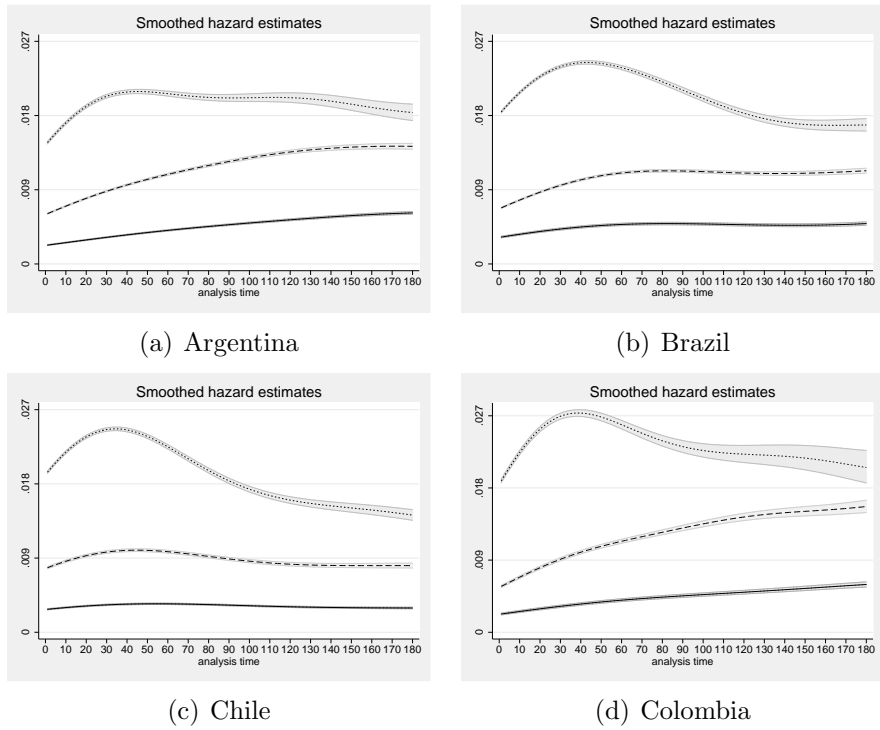 Smoothed hazard estimates
.027
.018
.009
0
0 10 20 30 40 50 60 70 80 90 100 110 120 130 140 150 160 170 180
analysis time
(a) Argentina
Smoothed hazard estimates
.027
.018
.009
0
0 10 20 30 40 50 60 70 80 90 100 110 120 130 140 150 160 170 180
analysis time
(b) Brazil
Smoothed hazard estimates
.027
.018
.009
0
0 10 20 30 40 50 60 70 80 90 100 110 120 130 140 150 160 170 180
analysis time
(c) Chile
Smoothed hazard estimates
.027
.018
.009
0
0 10 20 30 40 50 60 70 80 90 100 110 120 130 140 150 160 170 180
analysis time
(d) Colombia